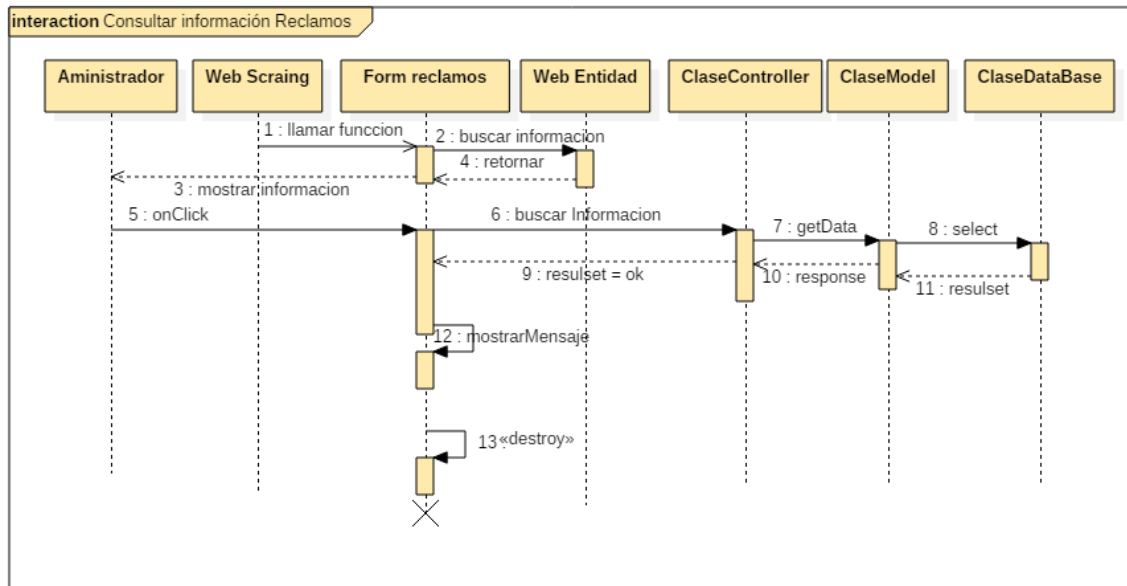 interaction Consultar información Reclamos
Aministrador
Web Scraing
Form reclamos
Web Entidad
ClaseController
ClaseModel
ClaseDataBase
1 : llamar funccion
2 : buscar informacion
4 : retornar
3 : mostrar informacion
5 : onClick
6 : buscar Informacion
7 : getData
8 : select
9 : resulset = ok
10 : response
11 : resulset
12 : mostrarMensaje
13 : «destroy»